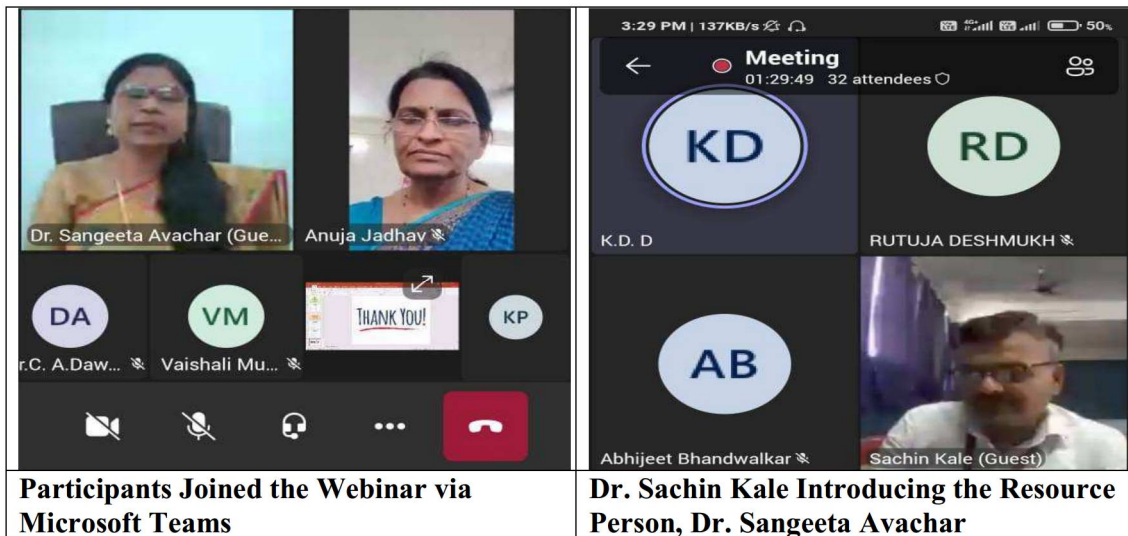 Dr. Sangeeta Avachar (Gue...
Anuja Jadhav
DA
r.C. A.Daw...
VM
Vaishali Mu...
THANK YOU!
KP
Participants Joined the Webinar via
Microsoft Teams
3:29 PM | 137KB/s
4G+
50%
Meeting
01:29:49 32 attendees
KD
K.D. D
RD
RUTUJA DESHMUKH
AB
Abhijeet Bhandwalkar
Sachin Kale (Guest)
Dr. Sachin Kale Introducing the Resource
Person, Dr. Sangeeta Avachar